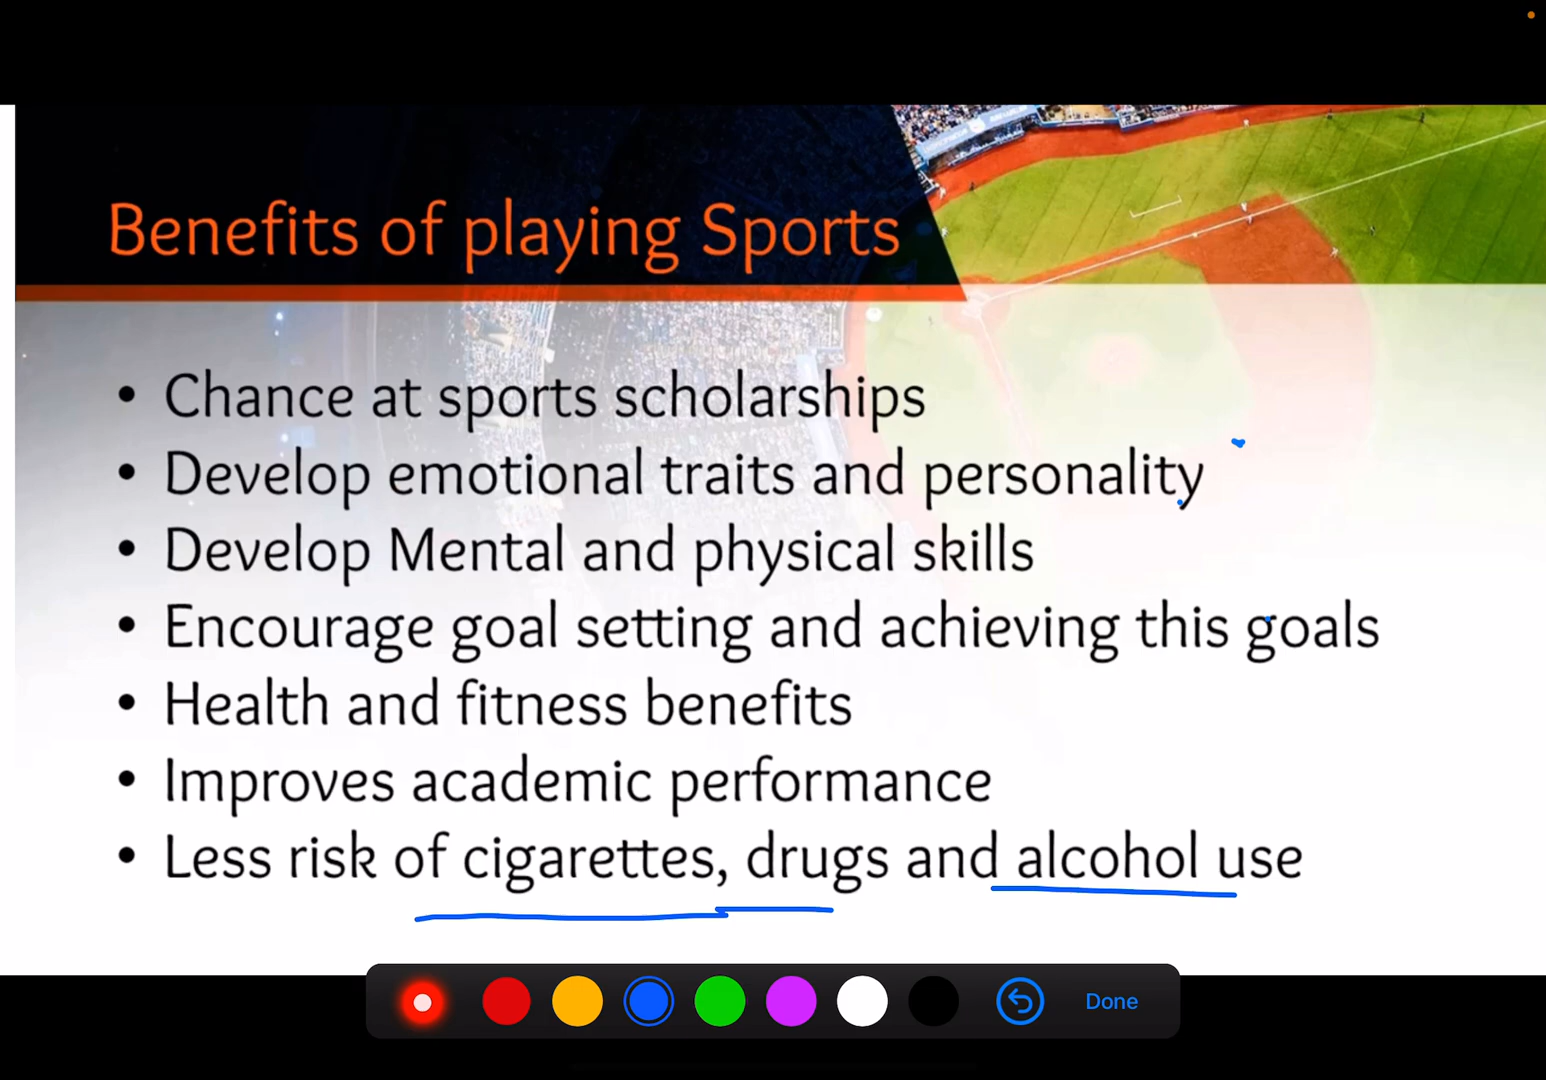 Benefits of playing Sports
• Chance at sports scholarships
• Develop emotional traits and personality
• Develop Mental and physical skills
• Encourage goal setting and achieving this goals
• Health and fitness benefits
• Improves academic performance
• Less risk of cigarettes, drugs and alcohol use
Done